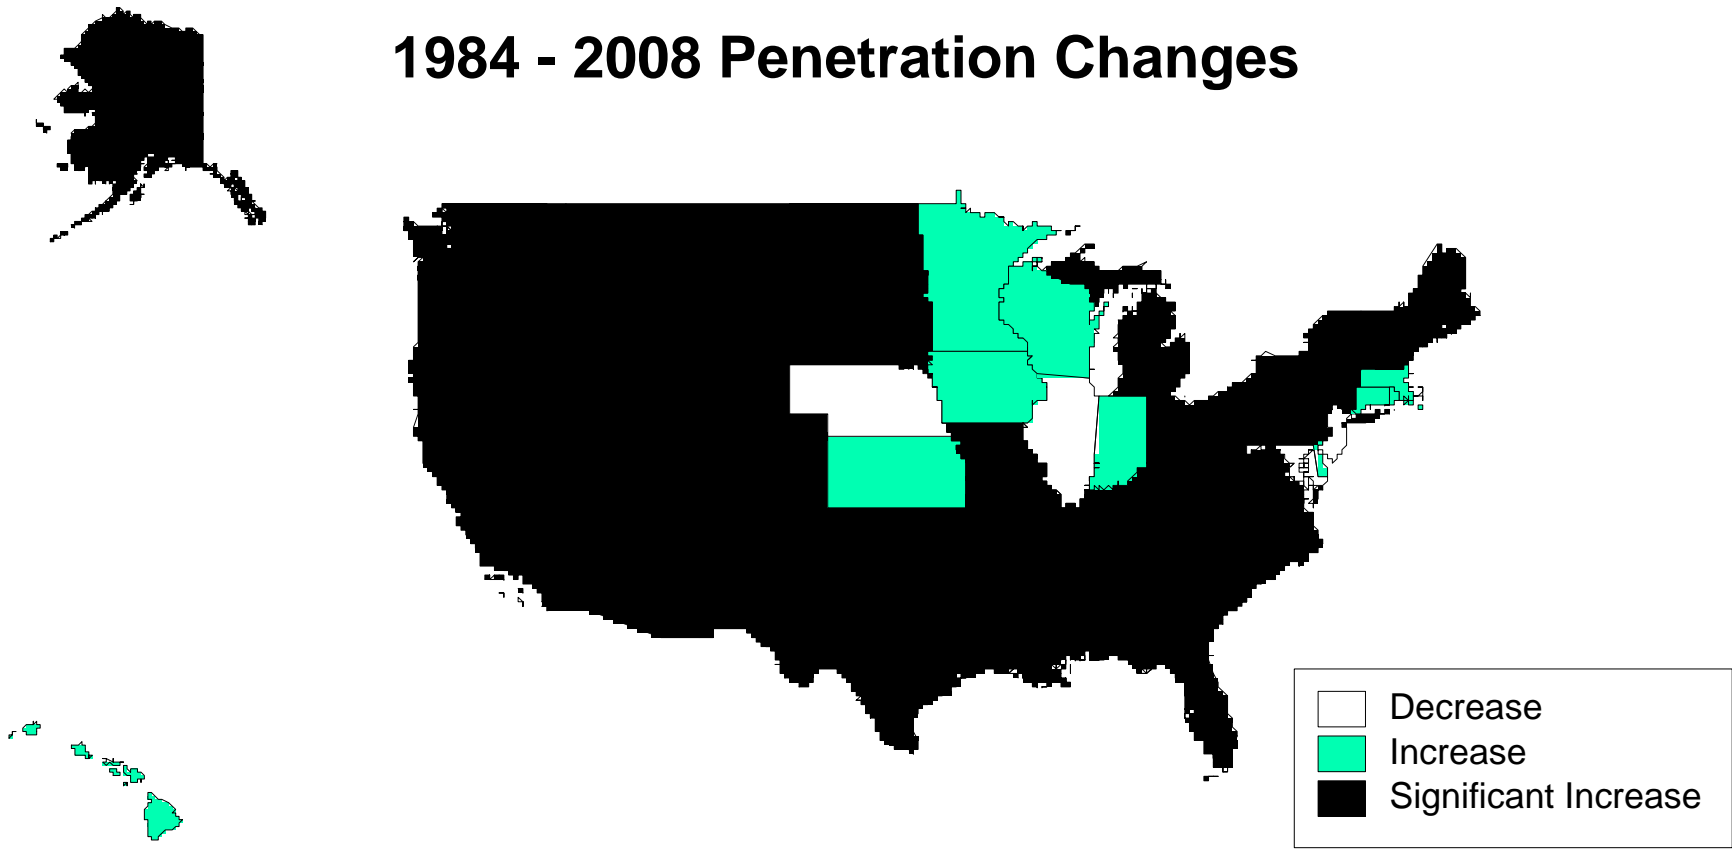 1984 - 2008 Penetration Changes
Decrease
Increase
Significant Increase